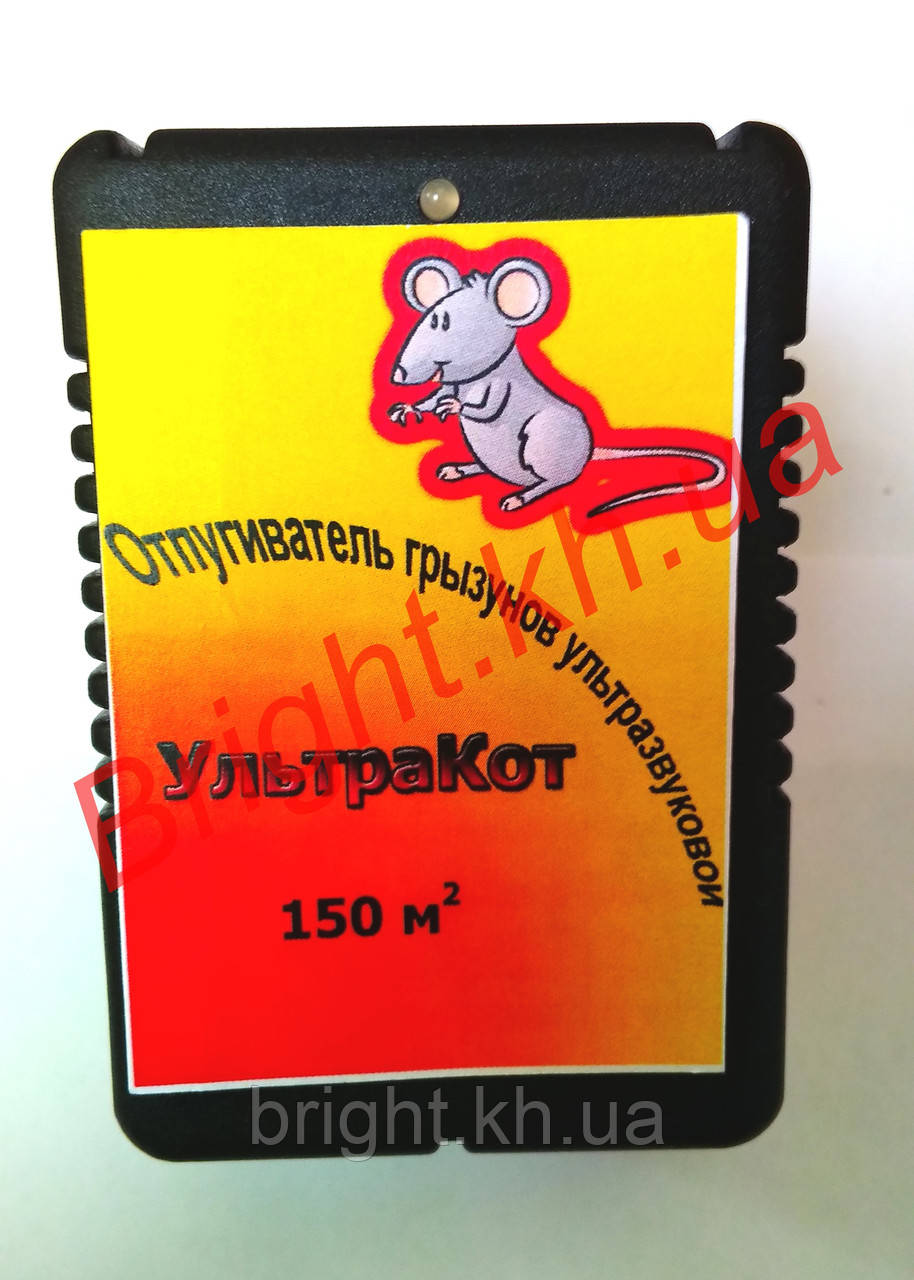 Отпугиватель грызунов ультразвуковой
УльтраКот
150 м²
Bright.kh.ua
bright.kh.ua